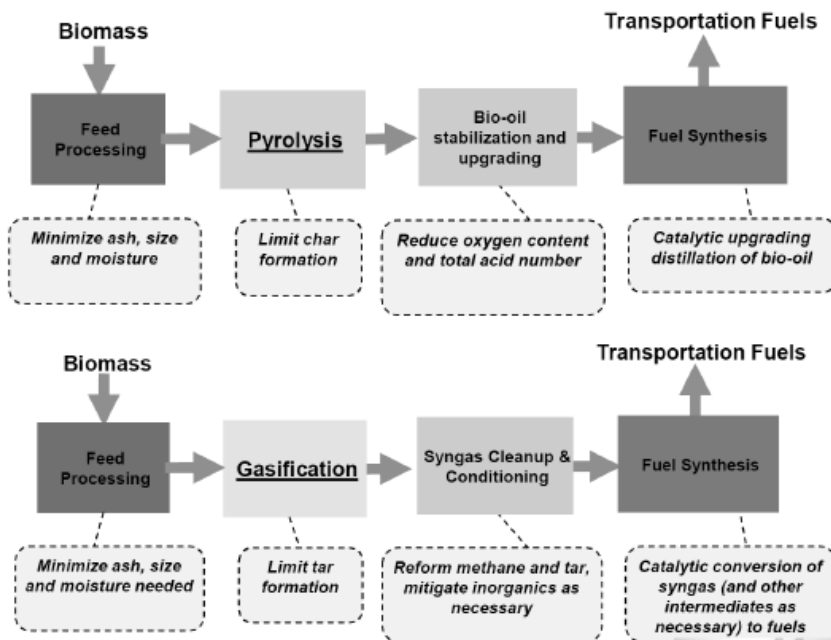 Biomass
Transportation Fuels
Feed
Processing
Pyrolysis
Bio-oil
stabilization and
upgrading
Fuel Synthesis
Minimize ash, size
and moisture
Limit char
formation
Reduce oxygen content
and total acid number
Catalytic upgrading
distillation of bio-oil
Biomass
Transportation Fuels
Feed
Processing
Gasification
Syngas Cleanup &
Conditioning
Fuel Synthesis
Minimize ash, size
and moisture needed
Limit tar
formation
Reform methane and tar,
mitigate inorganics as
necessary
Catalytic conversion of
syngas (and other
intermediates as
necessary) to fuels